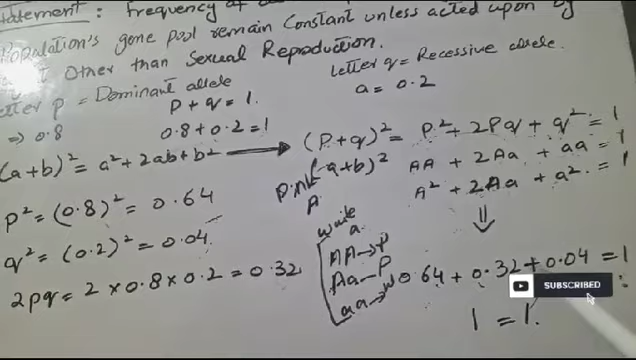 Statement: frequency of
Population's gene pool remain Constant unless acted upon by
Other than Sexual Reproduction.
Letter p = Dominant allele
Letter q = Recessive allele.
⇒ 0.8
P + q = 1.
a = 0.2
0.8 + 0.2 = 1
(a+b)² = a² + 2ab + b² → (P+q)² = P² + 2Pq + q² = 1
(a+b)²
AA + 2Aa + aa = 1
P²= (0.8)² = 0.64
A
A² + 2Aa + a² = 1
white
a
⇓
q² = (0.2)² = 0.04
AA→P
Aa–P
aa→w
2pq = 2 × 0.8 × 0.2 = 0.32
0.64 + 0.32 + 0.04 = 1
SUBSCRIBED
1 = 1.